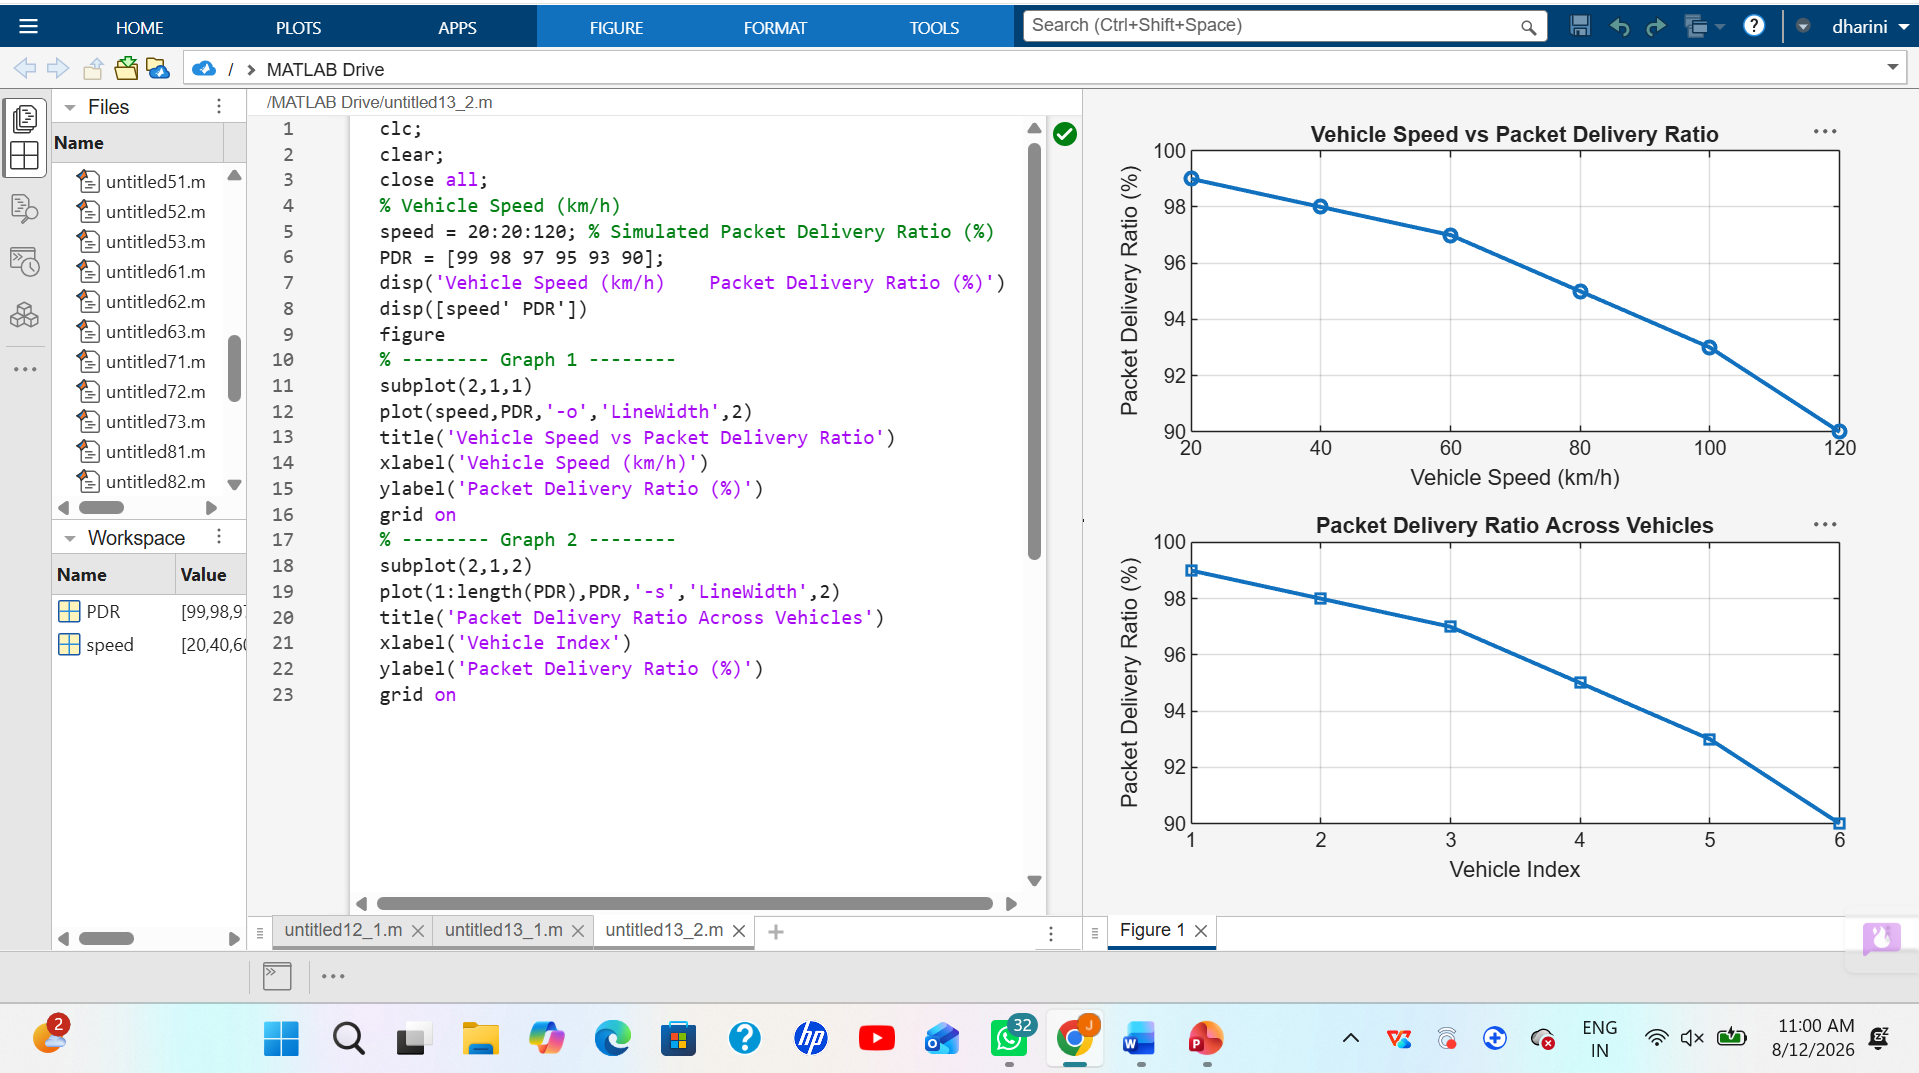 HOME
PLOTS
APPS
FIGURE
FORMAT
TOOLS
Search (Ctrl+Shift+Space)
?
dharini
/ > MATLAB Drive
Files
Name
untitled51.m
untitled52.m
untitled53.m
untitled61.m
untitled62.m
untitled63.m
untitled71.m
untitled72.m
untitled73.m
untitled81.m
untitled82.m
Workspace
Name Value
PDR [99,98,97
speed [20,40,60
/MATLAB Drive/untitled13_2.m
1 clc;
2 clear;
3 close all;
4 % Vehicle Speed (km/h)
5 speed = 20:20:120; % Simulated Packet Delivery Ratio (%)
6 PDR = [99 98 97 95 93 90];
7 disp('Vehicle Speed (km/h)    Packet Delivery Ratio (%)')
8 disp([speed' PDR'])
9 figure
10 % -------- Graph 1 --------
11 subplot(2,1,1)
12 plot(speed,PDR,'-o','LineWidth',2)
13 title('Vehicle Speed vs Packet Delivery Ratio')
14 xlabel('Vehicle Speed (km/h)')
15 ylabel('Packet Delivery Ratio (%)')
16 grid on
17 % -------- Graph 2 --------
18 subplot(2,1,2)
19 plot(1:length(PDR),PDR,'-s','LineWidth',2)
20 title('Packet Delivery Ratio Across Vehicles')
21 xlabel('Vehicle Index')
22 ylabel('Packet Delivery Ratio (%)')
23 grid on
untitled12_1.m
untitled13_1.m
untitled13_2.m
Vehicle Speed vs Packet Delivery Ratio
Packet Delivery Ratio (%)
100
98
96
94
92
90
20 40 60 80 100 120
Vehicle Speed (km/h)
Packet Delivery Ratio Across Vehicles
Packet Delivery Ratio (%)
100
98
96
94
92
90
1 2 3 4 5 6
Vehicle Index
Figure 1
2
?
hp
O
32
J
W
P
ENG
IN
11:00 AM
8/12/2026